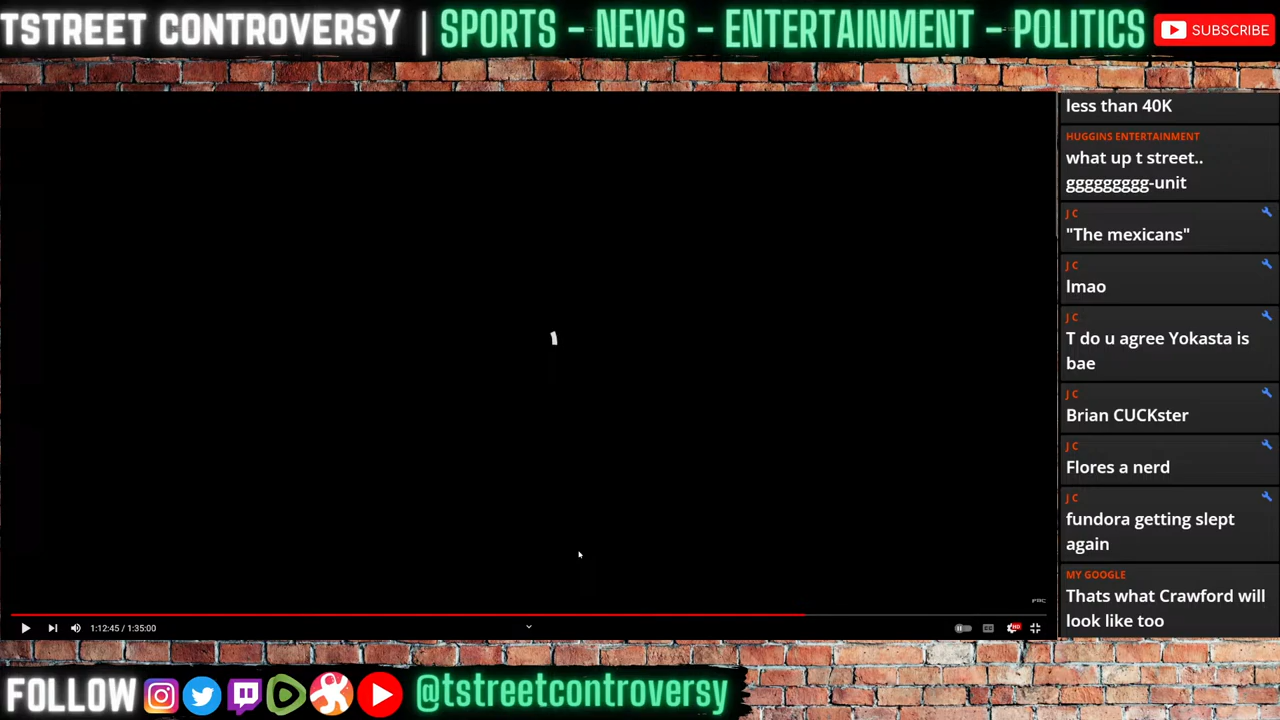 TSTREET CONTROVERSY | SPORTS - NEWS - ENTERTAINMENT - POLITICS
SUBSCRIBE
less than 40K
HUGGINS ENTERTAINMENT
what up t street..
ggggggggg-unit
J C
"The mexicans"
J C
lmao
J C
T do u agree Yokasta is
bae
J C
Brian CUCKster
J C
Flores a nerd
J C
fundora getting slept
again
MY GOOGLE
Thats what Crawford will
look like too
1:12:45 / 1:35:00
HD
FOLLOW @tstreetcontroversy